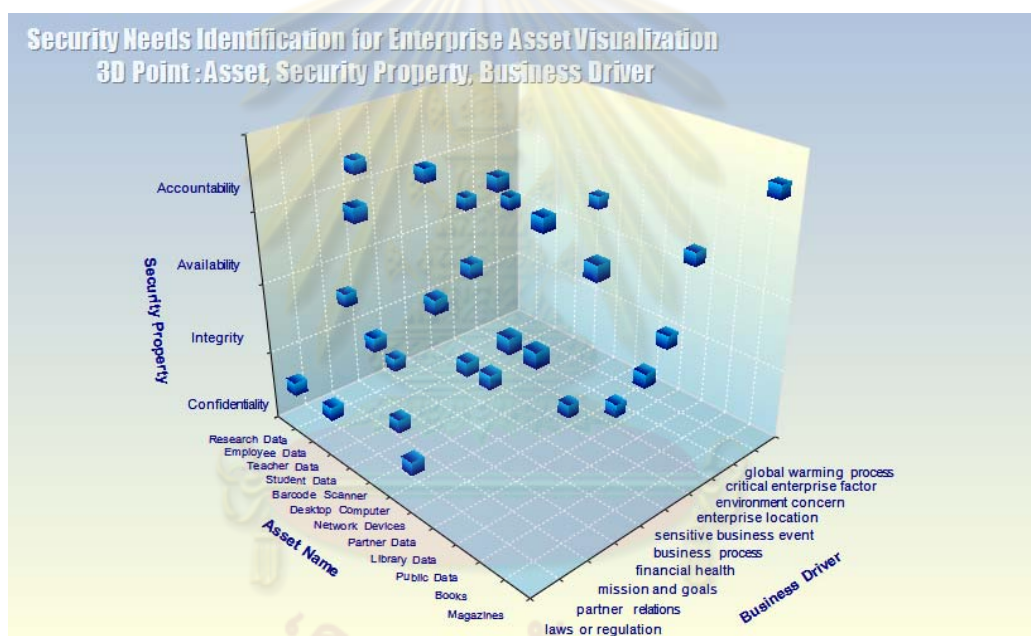 Security Needs Identification for Enterprise Asset Visualization
3D Point : Asset, Security Property, Business Driver
Accountability
Availability
Integrity
Confidentiality
Security Property
Research Data
Employee Data
Teacher Data
Student Data
Barcode Scanner
Desktop Computer
Network Devices
Partner Data
Library Data
Public Data
Books
Magazines
Asset Name
global warming process
critical enterprise factor
environment concern
enterprise location
sensitive business event
business process
financial health
mission and goals
partner relations
laws or regulation
Business Driver